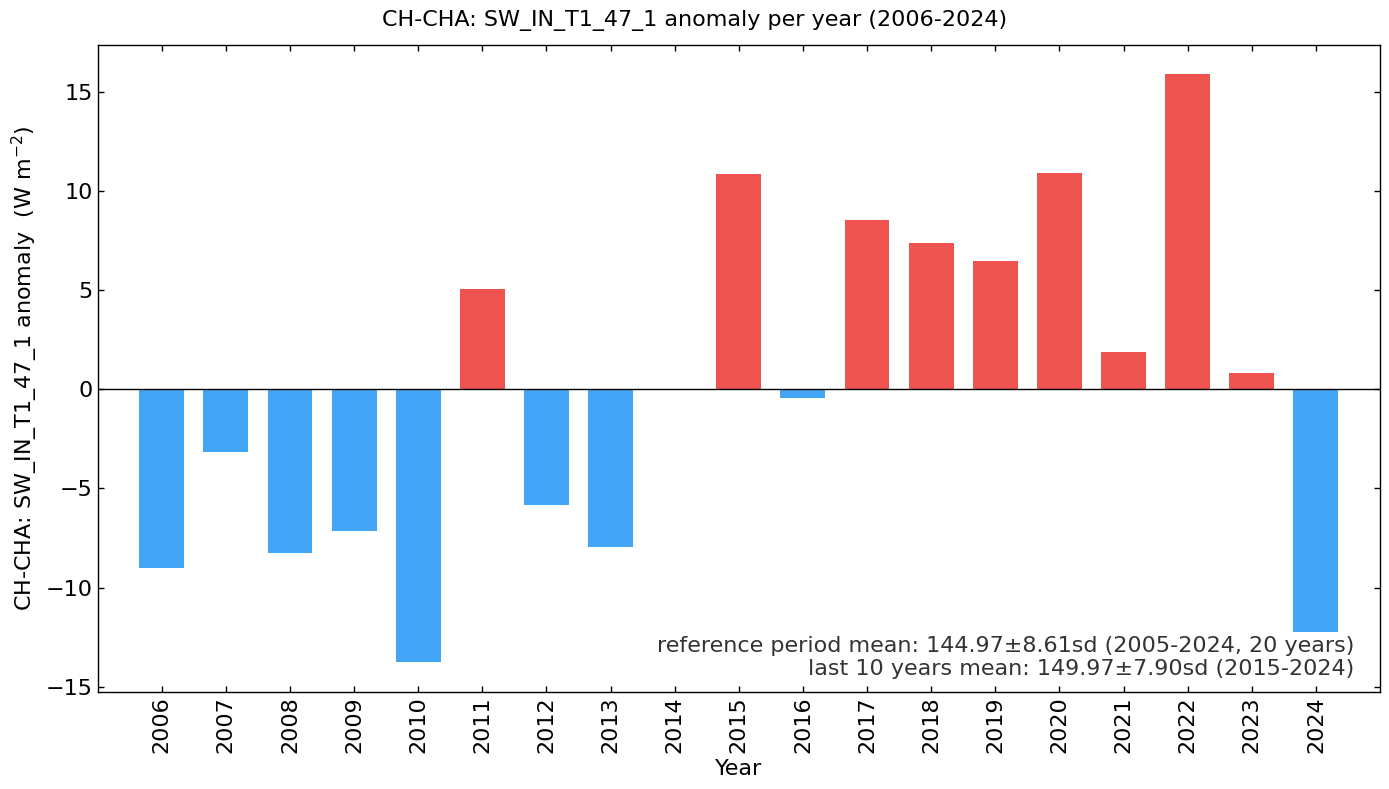 CH-CHA: SW_IN_T1_47_1 anomaly per year (2006-2024)
CH-CHA: SW_IN_T1_47_1 anomaly (W m⁻²)
15
10
5
0
−5
−10
−15
reference period mean: 144.97±8.61sd (2005-2024, 20 years)
last 10 years mean: 149.97±7.90sd (2015-2024)
2006 2007 2008 2009 2010 2011 2012 2013 2014 2015 2016 2017 2018 2019 2020 2021 2022 2023 2024
Year